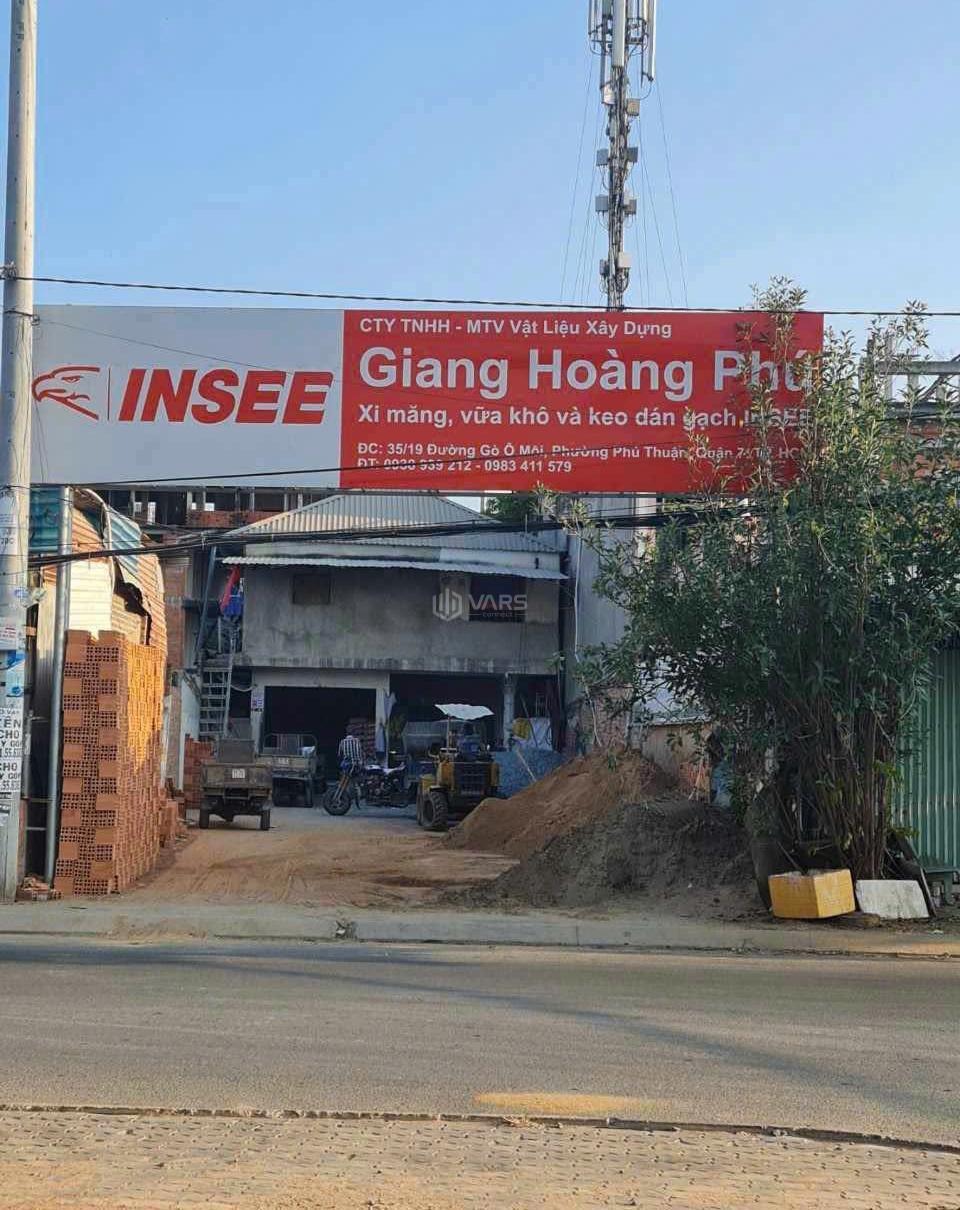 CTY TNHH - MTV Vật Liệu Xây Dựng
INSEE
Giang Hoàng Phú
Xi măng, vữa khô và keo dán gạch INSEE
ĐC: 35/19 Đường Gò Ô Môi, Phường Phú Thuận, Quận 7, TP. HCM
ĐT: 0938 939 212 - 0983 411 579
VARS
connect